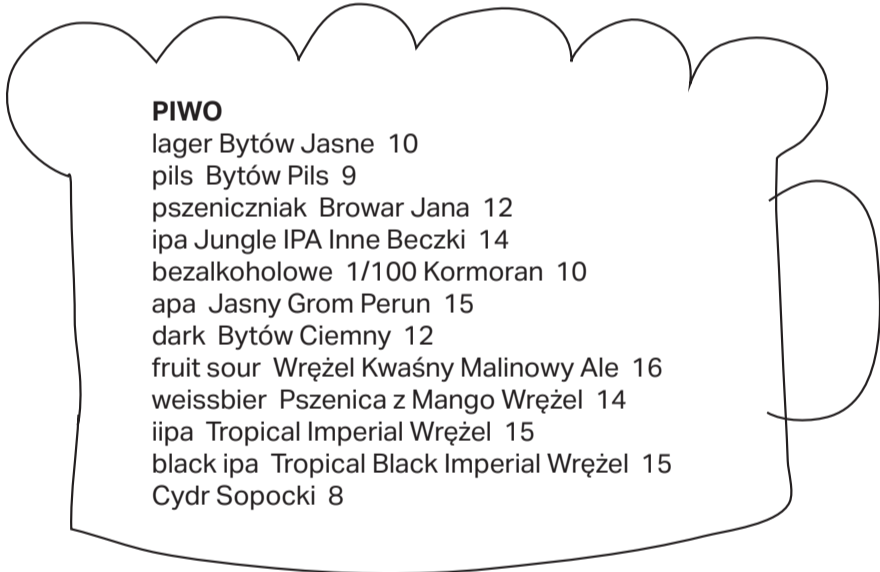 PIWO
lager Bytów Jasne 10
pils Bytów Pils 9
pszeniczniak Browar Jana 12
ipa Jungle IPA Inne Beczki 14
bezalkoholowe 1/100 Kormoran 10
apa Jasny Grom Perun 15
dark Bytów Ciemny 12
fruit sour Wrężel Kwaśny Malinowy Ale 16
weissbier Pszenica z Mango Wrężel 14
iipa Tropical Imperial Wrężel 15
black ipa Tropical Black Imperial Wrężel 15
Cydr Sopocki 8